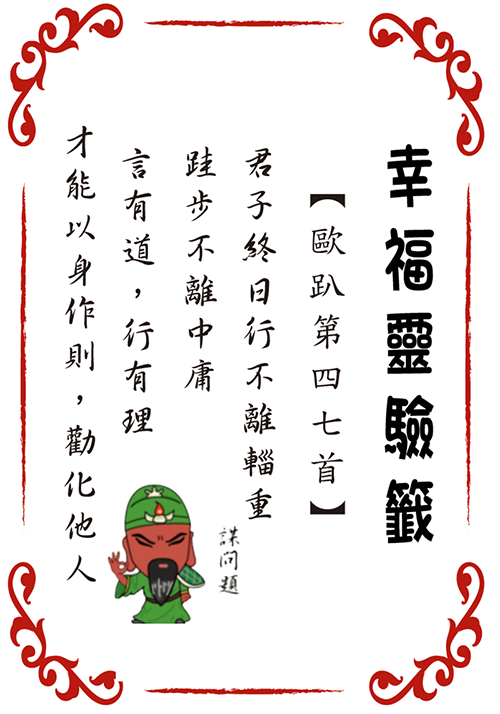 幸福靈驗籤
【歐趴第四七首】
君子終日行不離輜重
跬步不離中庸
言有道，行有理
才能以身作則，勸化他人
謀問題